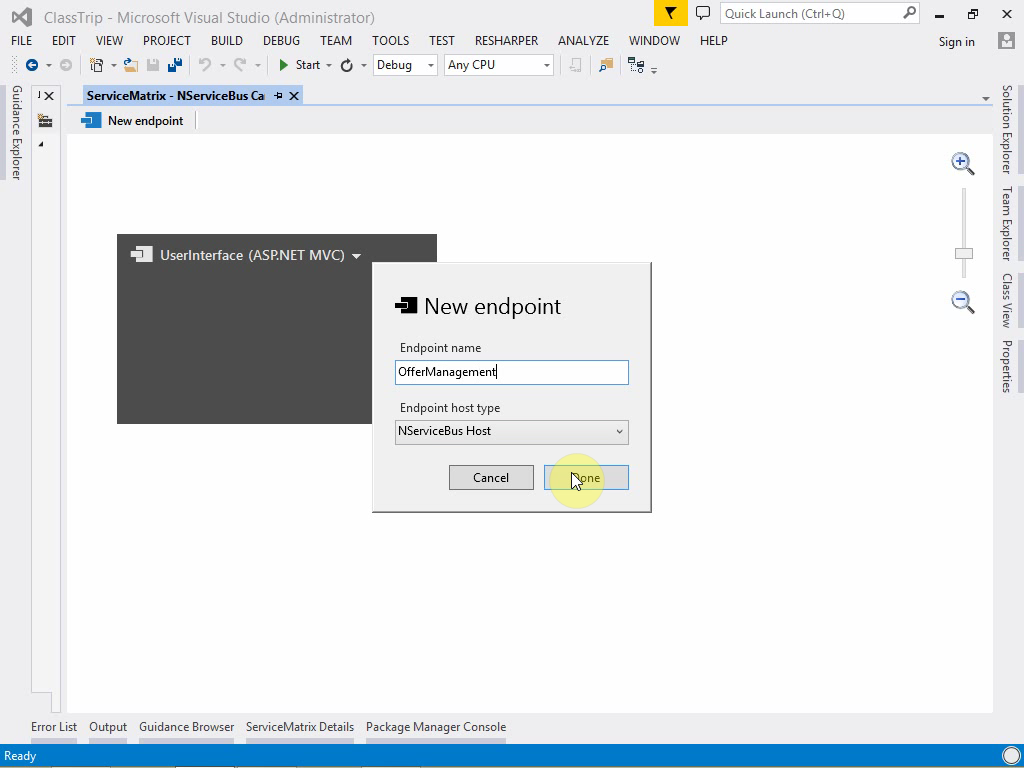 ClassTrip - Microsoft Visual Studio (Administrator)
Quick Launch (Ctrl+Q)
FILE EDIT VIEW PROJECT BUILD DEBUG TEAM TOOLS TEST RESHARPER ANALYZE WINDOW HELP
Sign in
Start Debug Any CPU
Guidance Explorer
ServiceMatrix - NServiceBus Ca
New endpoint
UserInterface (ASP.NET MVC)
New endpoint
Endpoint name
OfferManagement
Endpoint host type
NServiceBus Host
Cancel Done
Solution Explorer
Team Explorer
Class View
Properties
Error List Output Guidance Browser ServiceMatrix Details Package Manager Console
Ready